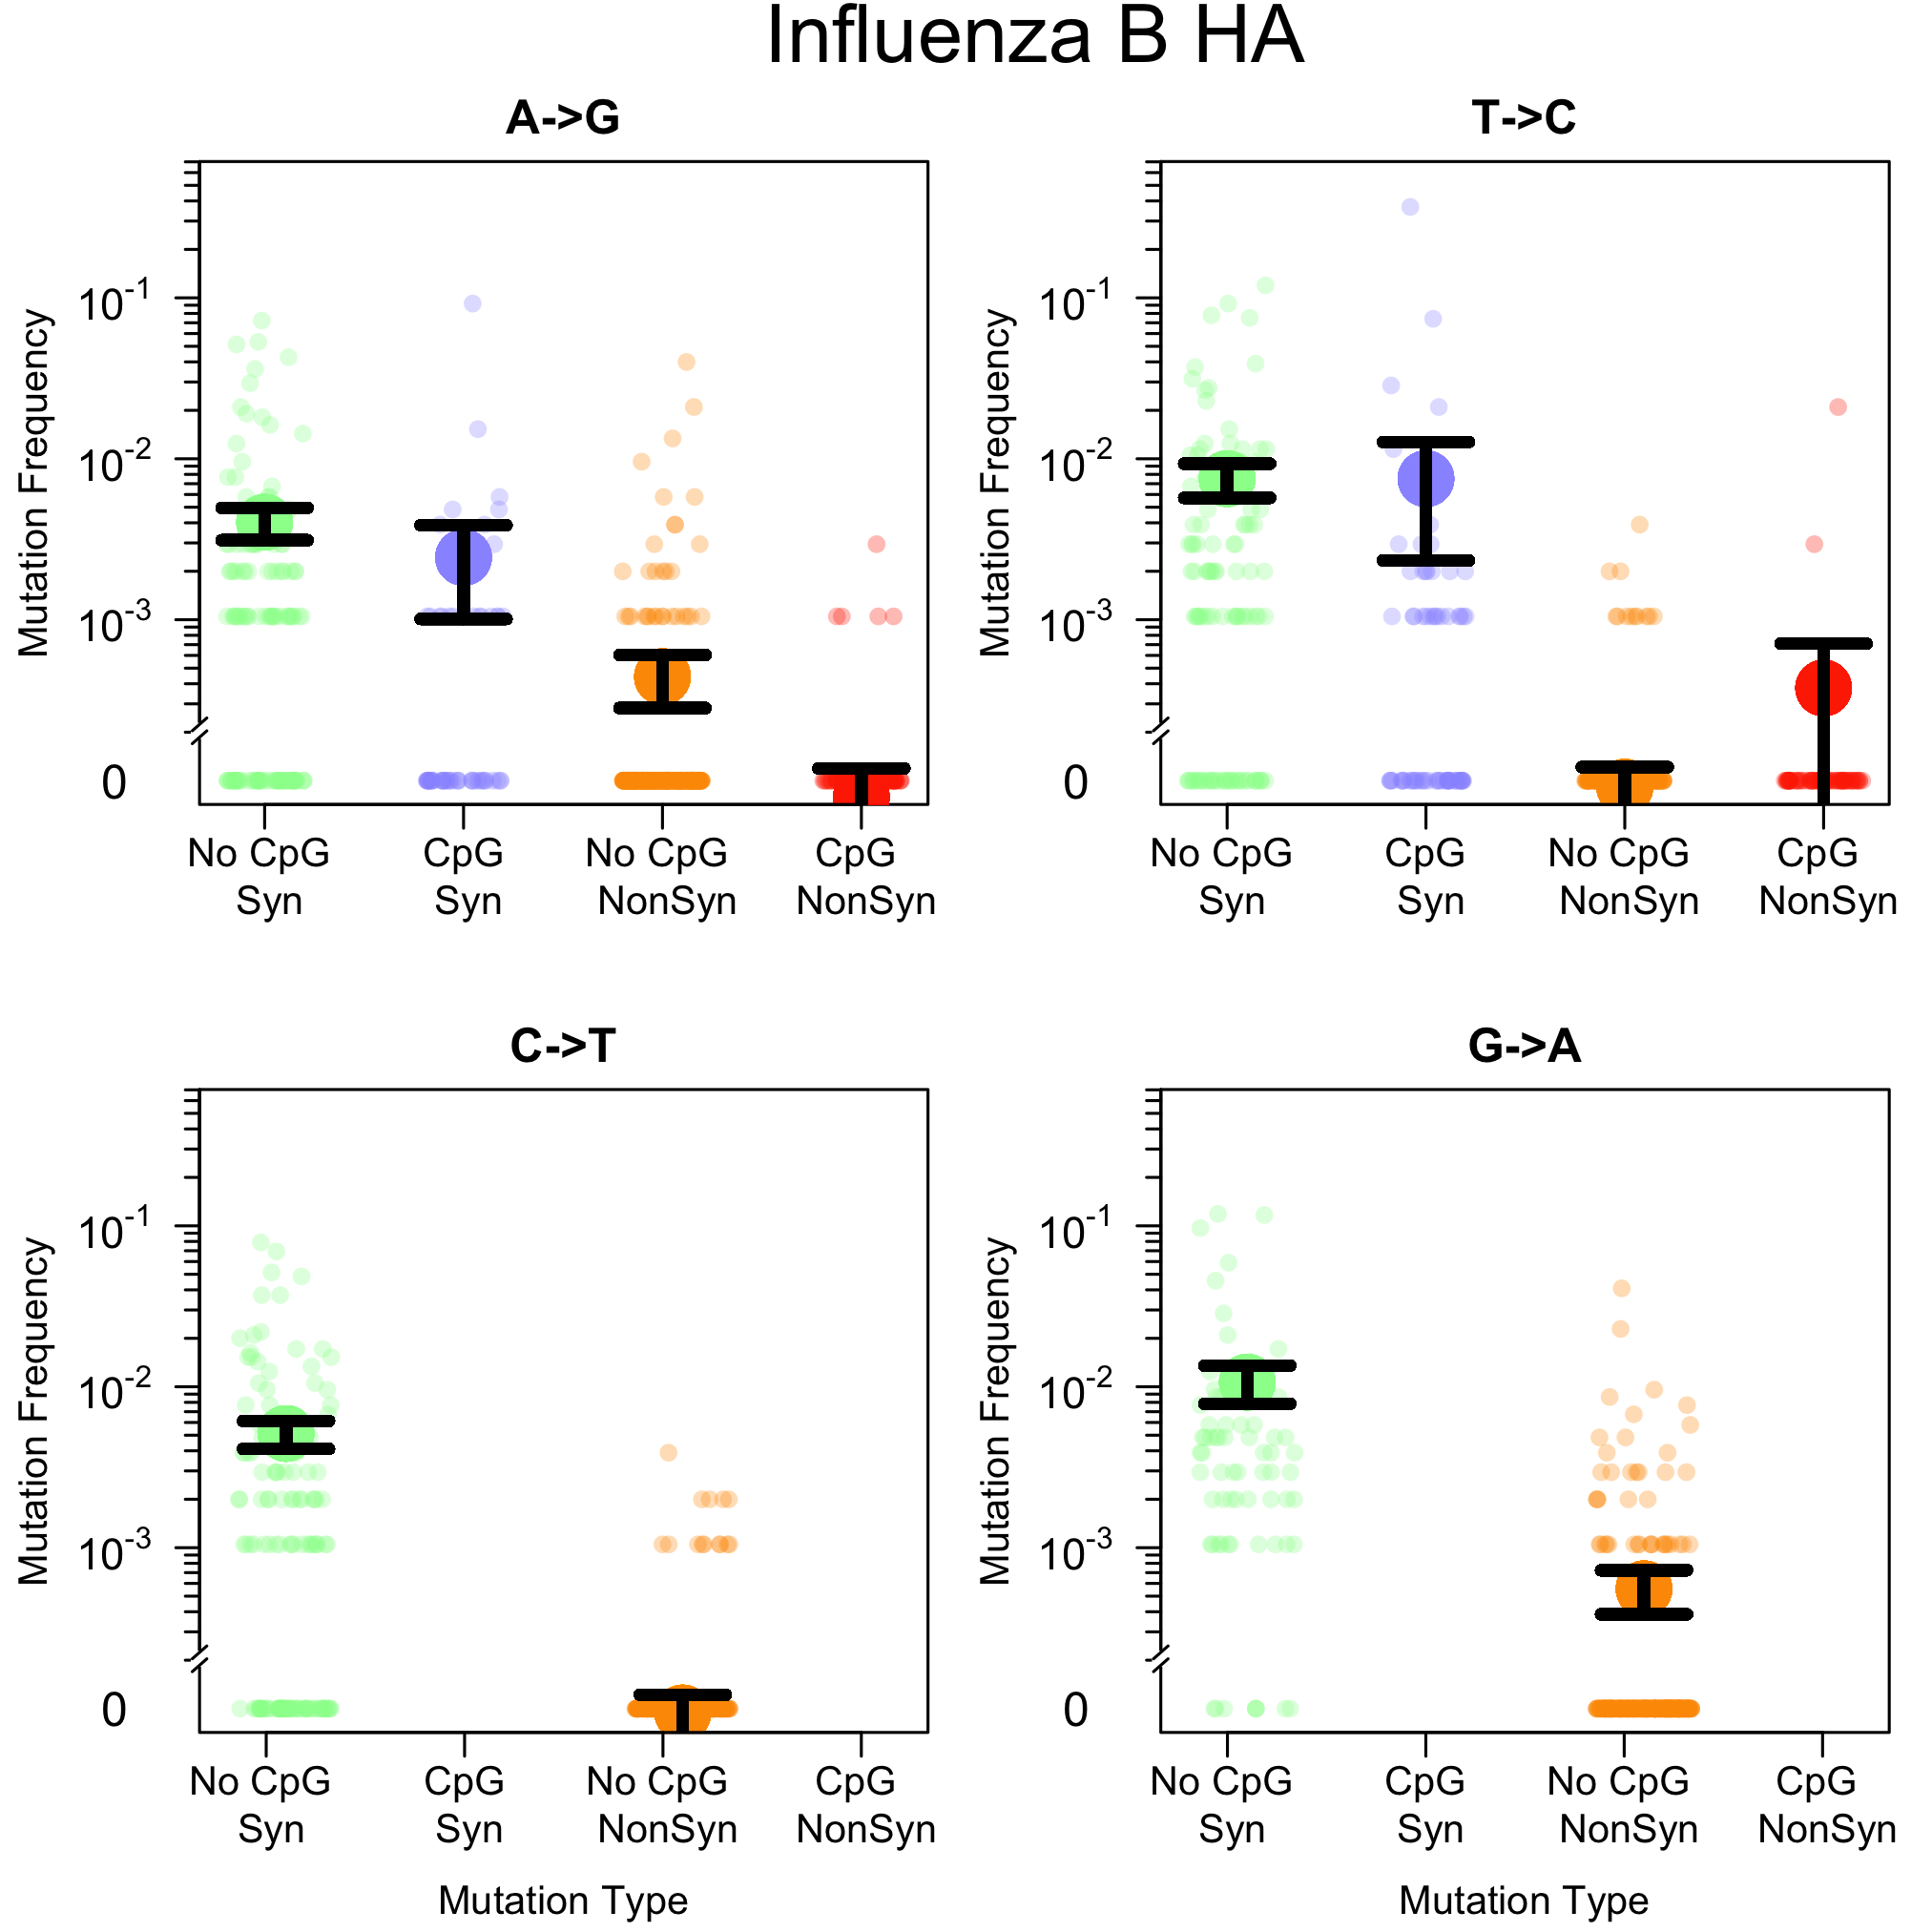 Influenza B HA
A->G
Mutation Frequency
10-1
10-2
10-3
0
No CpG CpG No CpG CpG
Syn Syn NonSyn NonSyn
T->C
Mutation Frequency
10-1
10-2
10-3
0
No CpG CpG No CpG CpG
Syn Syn NonSyn NonSyn
C->T
Mutation Frequency
10-1
10-2
10-3
0
No CpG CpG No CpG CpG
Syn Syn NonSyn NonSyn
Mutation Type
G->A
Mutation Frequency
10-1
10-2
10-3
0
No CpG CpG No CpG CpG
Syn Syn NonSyn NonSyn
Mutation Type